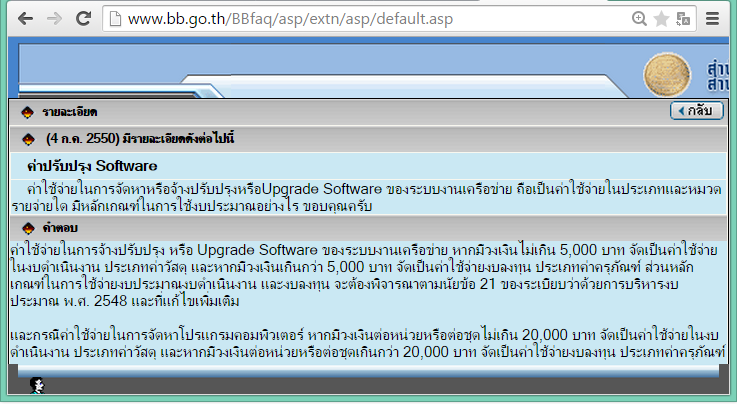 www.bb.go.th/BBfaq/asp/extn/asp/default.asp
รายละเอียด
กลับ
(4 ก.ค. 2550) มีรายละเอียดดังต่อไปนี้
ค่าปรับปรุง Software
ค่าใช้จ่ายในการจัดหาหรือจ้างปรับปรุงหรือUpgrade Software ของระบบงานเครือข่าย ถือเป็นค่าใช้จ่ายในประเภทและหมวด
รายจ่ายใด มีหลักเกณฑ์ในการใช้งบประมาณอย่างไร ขอบคุณครับ
คำตอบ
ค่าใช้จ่ายในการจ้างปรับปรุง หรือ Upgrade Software ของระบบงานเครือข่าย หากมีวงเงินไม่เกิน 5,000 บาท จัดเป็นค่าใช้จ่าย
ในงบดำเนินงาน ประเภทค่าวัสดุ และหากมีวงเงินเกินกว่า 5,000 บาท จัดเป็นค่าใช้จ่ายงบลงทุน ประเภทค่าครุภัณฑ์ ส่วนหลัก
เกณฑ์ในการใช้จ่ายงบประมาณงบดำเนินงาน และงบลงทุน จะต้องพิจารณาตามนัยข้อ 21 ของระเบียบว่าด้วยการบริหารงบ
ประมาณ พ.ศ. 2548 และที่แก้ไขเพิ่มเติม
และกรณีค่าใช้จ่ายในการจัดหาโปรแกรมคอมพิวเตอร์ หากมีวงเงินต่อหน่วยหรือต่อชุดไม่เกิน 20,000 บาท จัดเป็นค่าใช้จ่ายในงบ
ดำเนินงาน ประเภทค่าวัสดุ และหากมีวงเงินต่อหน่วยหรือต่อชุดเกินกว่า 20,000 บาท จัดเป็นค่าใช้จ่ายงบลงทุน ประเภทค่าครุภัณฑ์